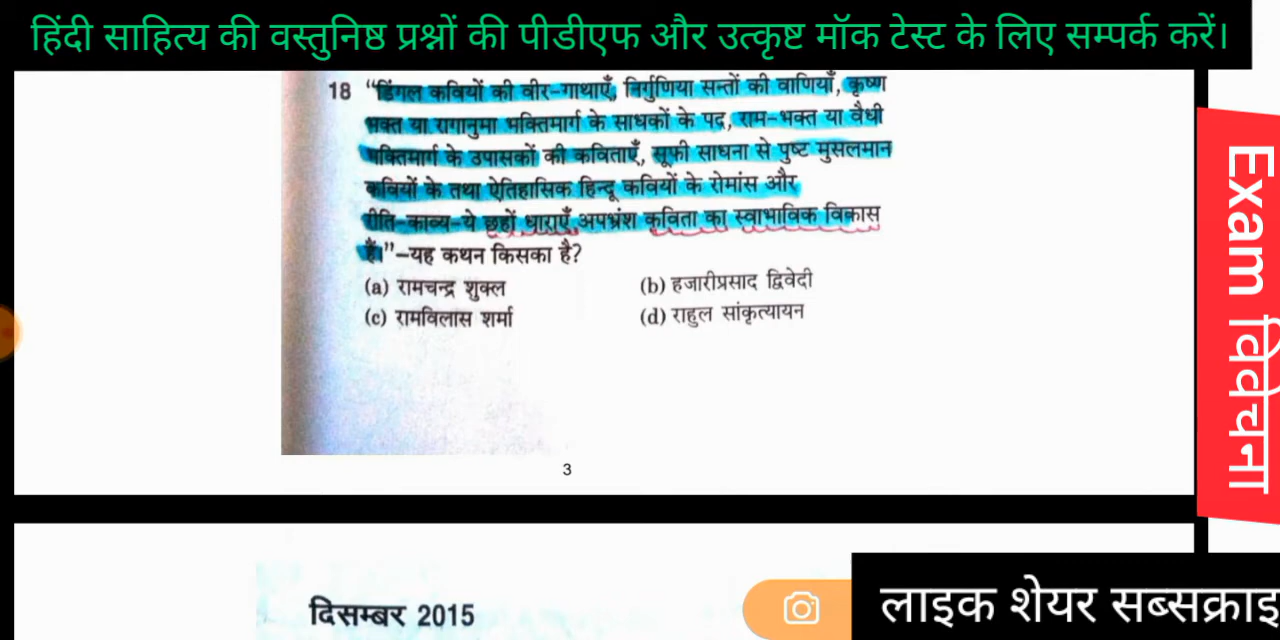 हिंदी साहित्य की वस्तुनिष्ठ प्रश्नों की पीडीएफ और उत्कृष्ट मॉक टेस्ट के लिए सम्पर्क करें।
18 “डिंगल कवियों की वीर-गाथाएँ, निर्गुणिया सन्तों की वाणियाँ, कृष्ण
भक्त या रागानुगा भक्तिमार्ग के साधकों के पद, राम-भक्त या वैधी
भक्तिमार्ग के उपासकों की कविताएँ, सूफी साधना से पुष्ट मुसलमान
कवियों के तथा ऐतिहासिक हिन्दू कवियों के रोमांस और
रीति-काव्य-ये छहों धाराएँ अपभ्रंश कविता का स्वाभाविक विकास
हैं।”-यह कथन किसका है?
(a) रामचन्द्र शुक्ल (b) हजारीप्रसाद द्विवेदी
(c) रामविलास शर्मा (d) राहुल सांकृत्यायन
3
दिसम्बर 2015
Exam विवेचना
लाइक शेयर सब्सक्राइ